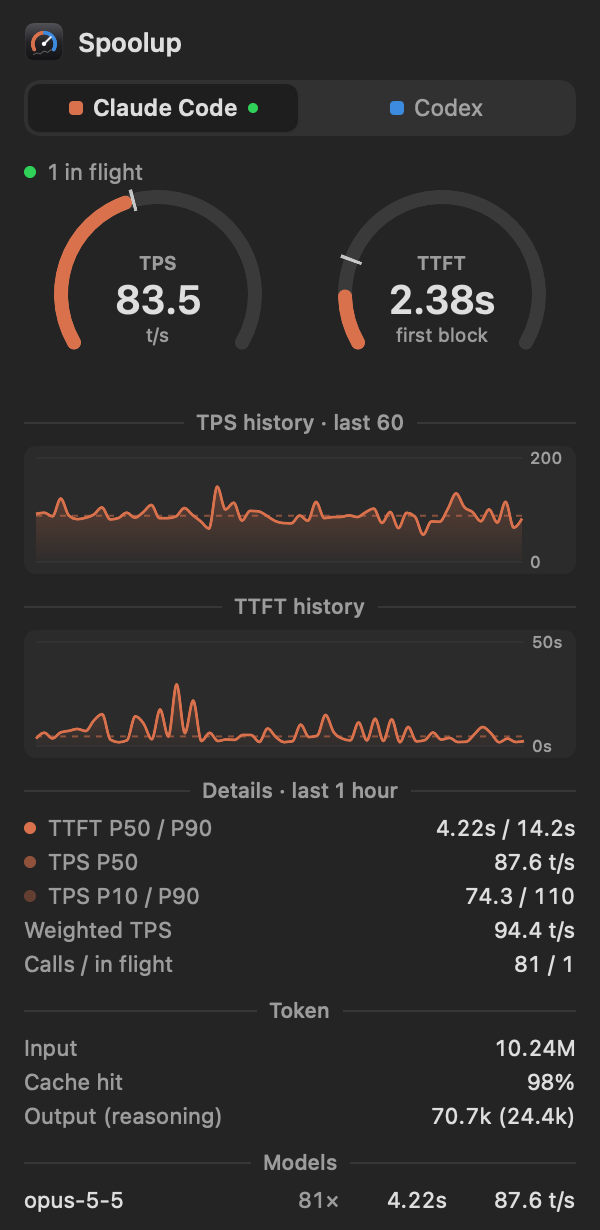 Spoolup
Claude Code Codex
1 in flight
TPS
83.5
t/s
TTFT
2.38s
first block
TPS history · last 60
200
0
TTFT history
50s
0s
Details · last 1 hour
TTFT P50 / P90 4.22s / 14.2s
TPS P50 87.6 t/s
TPS P10 / P90 74.3 / 110
Weighted TPS 94.4 t/s
Calls / in flight 81 / 1
Token
Input 10.24M
Cache hit 98%
Output (reasoning) 70.7k (24.4k)
Models
opus-5-5 81× 4.22s 87.6 t/s